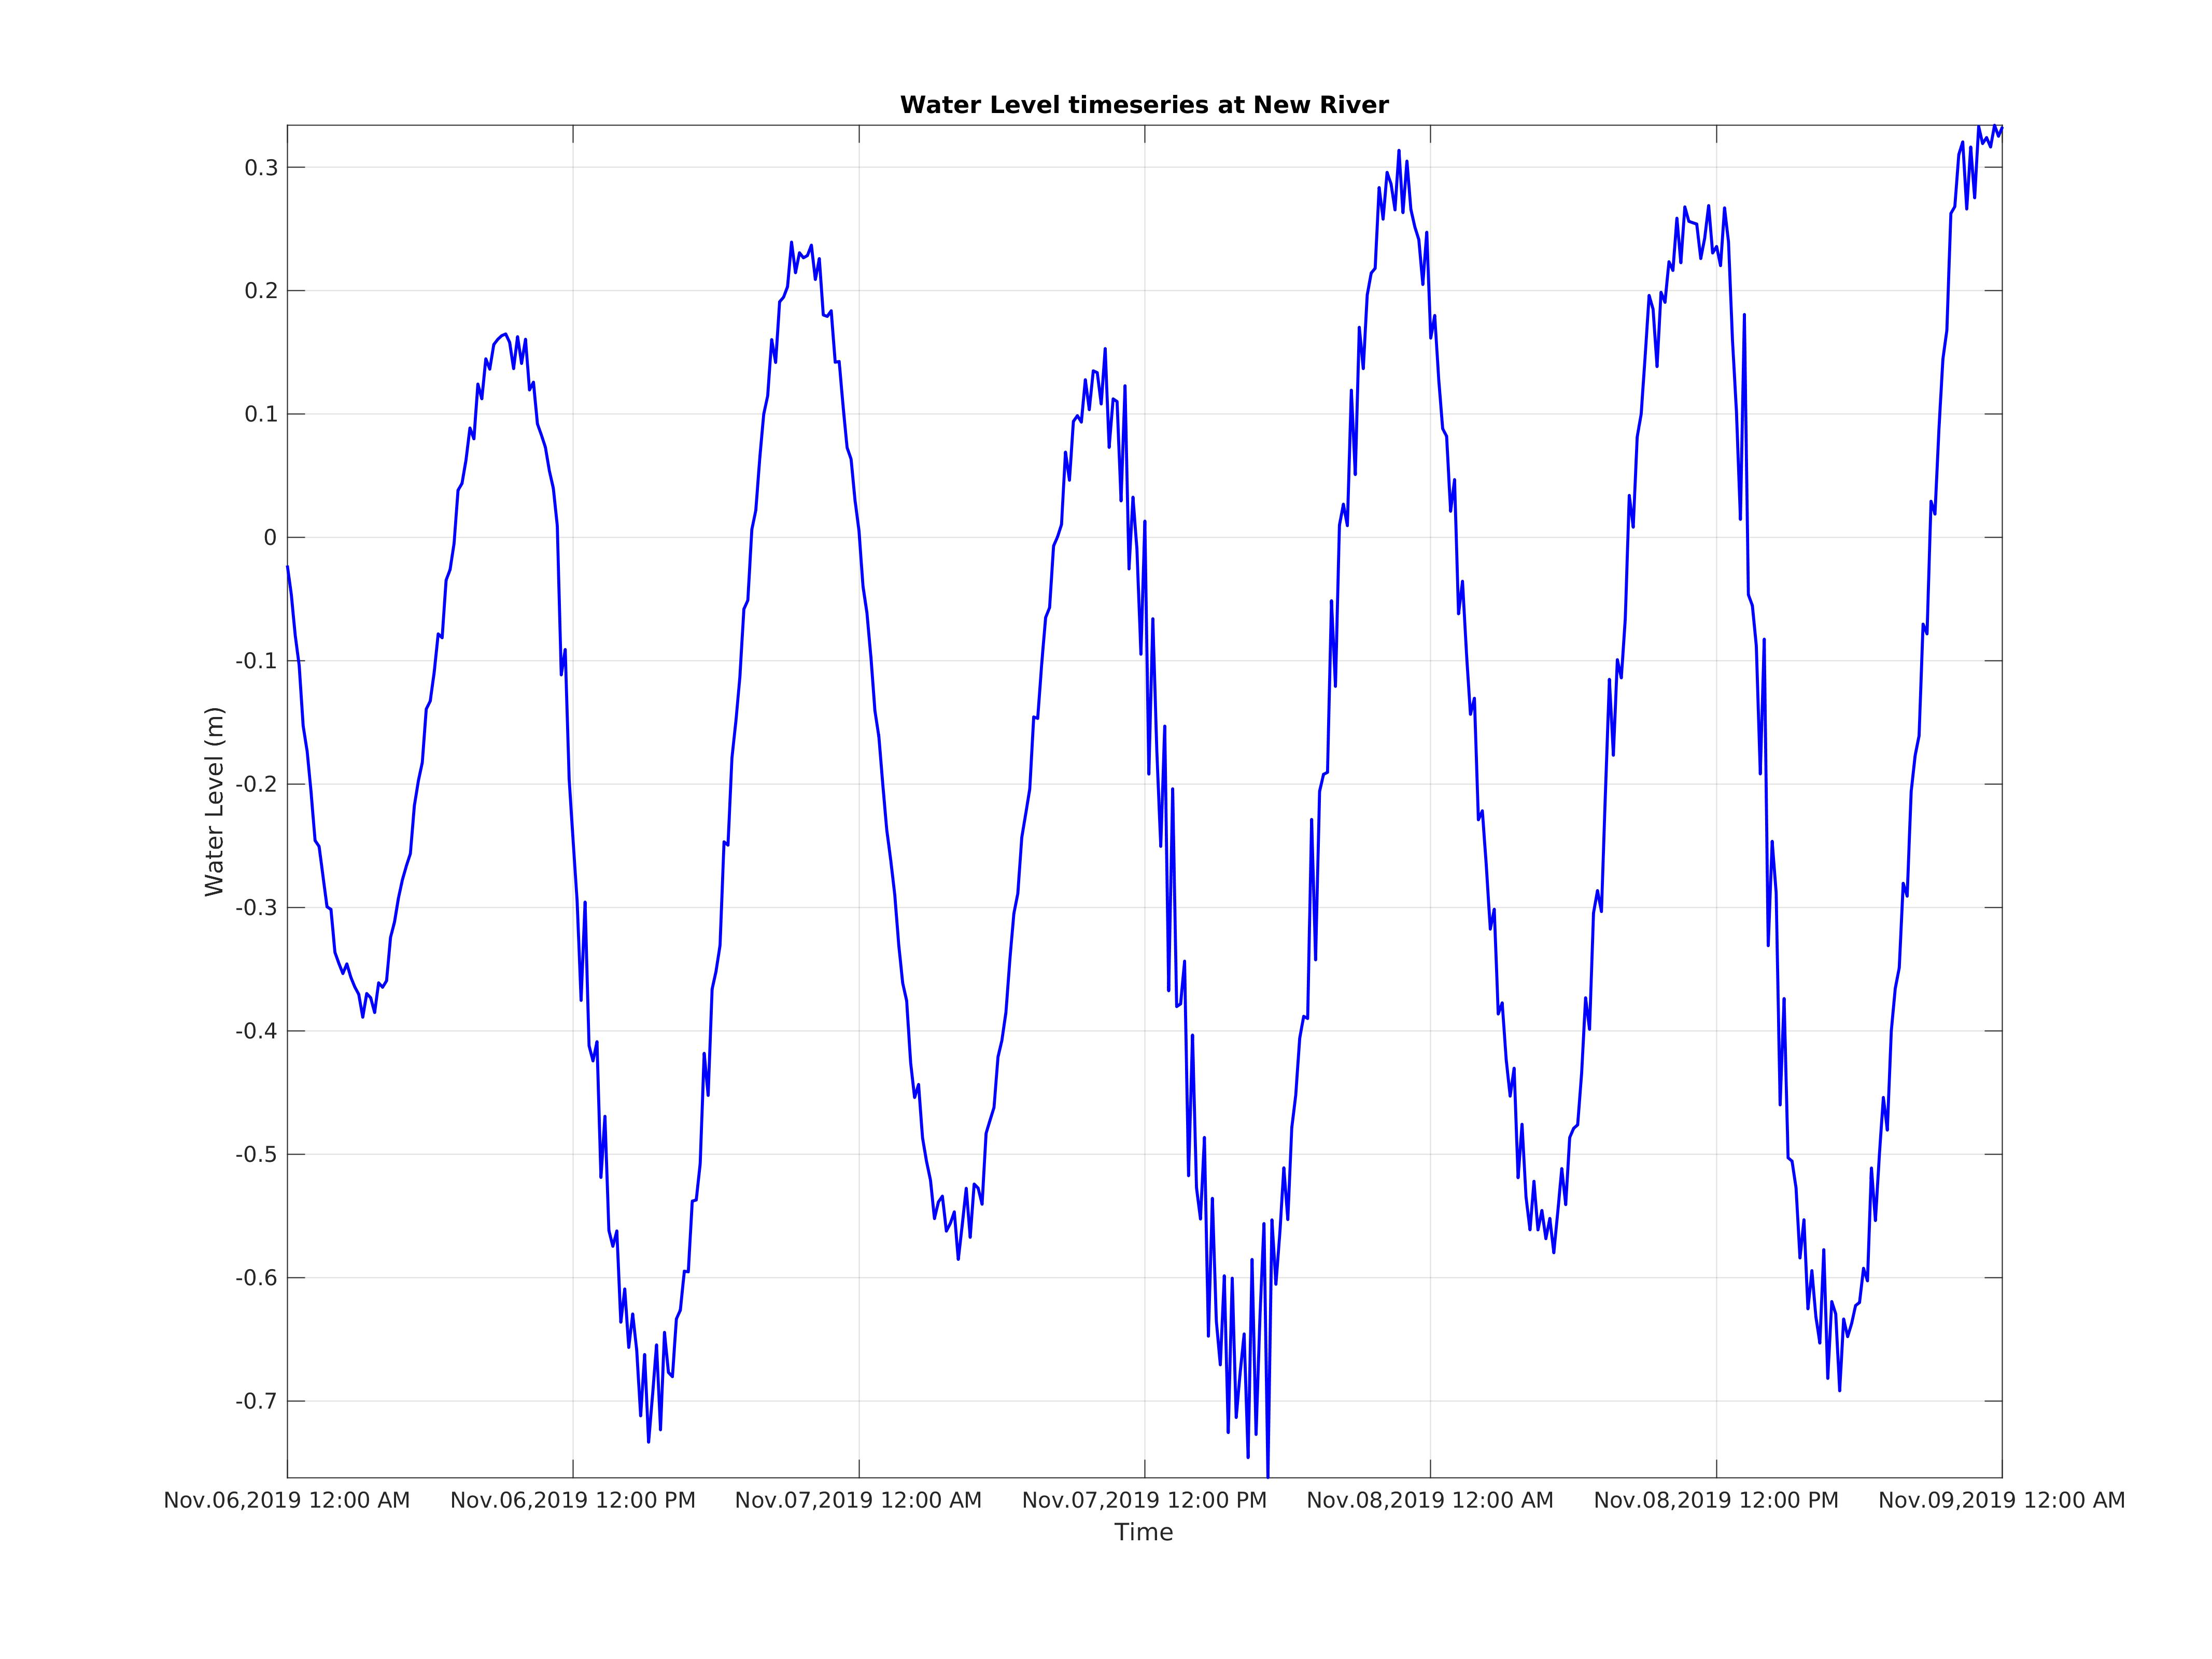 Water Level timeseries at New River
0.3
0.2
0.1
0
-0.1
-0.2
-0.3
-0.4
-0.5
-0.6
-0.7
Water Level (m)
Nov.06,2019 12:00 AM
Nov.06,2019 12:00 PM
Nov.07,2019 12:00 AM
Nov.07,2019 12:00 PM
Nov.08,2019 12:00 AM
Nov.08,2019 12:00 PM
Nov.09,2019 12:00 AM
Time